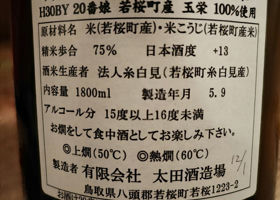 H30BY 20番娘 若桜町産 玉栄 100%使用
原材料名 米(若桜町産)・米こうじ(若桜町産米)
精米歩合 75% 日本酒度 +13
酒米生産者 法人糸白見(若桜町糸白見)
内容量 1800ml 製造年月 5.9
アルコール分 15度以上16度未満
お燗をして食中酒としてお楽しみ下さい。
◎上燗(50℃) ◎熱燗(60℃)
製造者 有限会社 太田酒造場
12/1
鳥取県八頭郡若桜町若桜1223-2